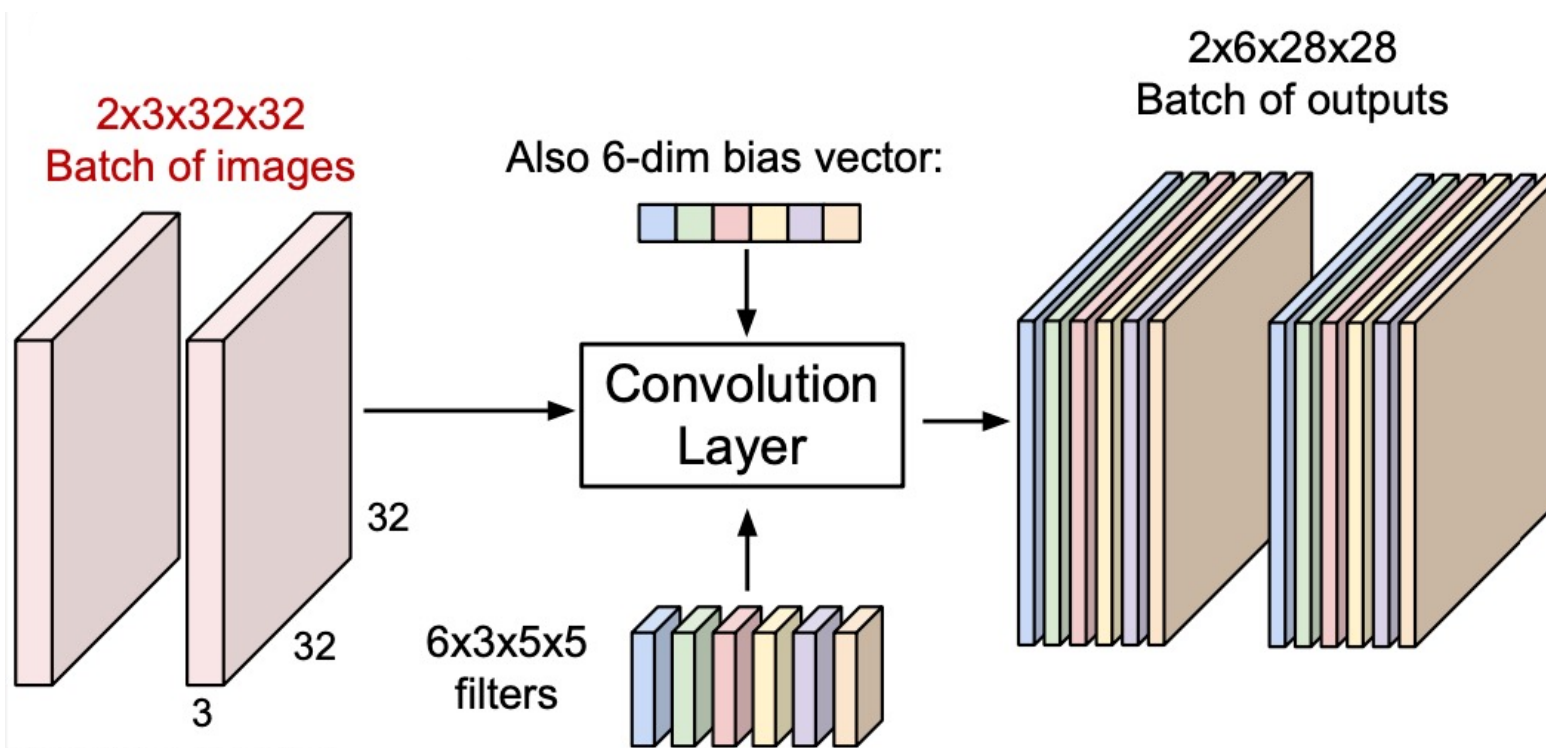 2x3x32x32
Batch of images
Also 6-dim bias vector:
2x6x28x28
Batch of outputs
Convolution
Layer
32
32
3
6x3x5x5
filters